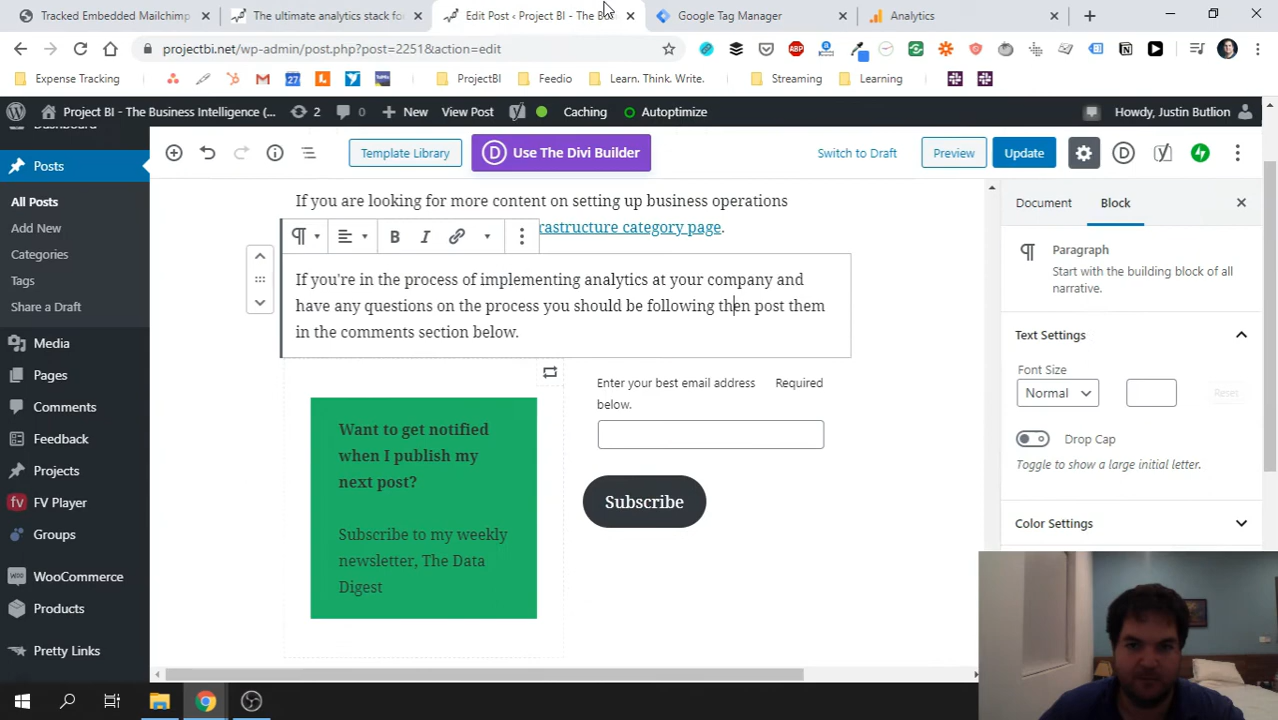 Tracked Embedded Mailchimp
The ultimate analytics stack fo
Edit Post ‹ Project BI - The B
Google Tag Manager
Analytics
projectbi.net/wp-admin/post.php?post=2251&action=edit
ABP
Expense Tracking
27
ProjectBI
Feedio
Learn. Think. Write.
Streaming
Learning
Project BI - The Business Intelligence (...
2
0
New
View Post
Caching
Autoptimize
Howdy, Justin Butlion
Dashboard
Posts
All Posts
Add New
Categories
Tags
Share a Draft
Media
Pages
Comments
Feedback
Projects
FV Player
Groups
WooCommerce
Products
Pretty Links
Template Library
D Use The Divi Builder
Switch to Draft
Preview
Update
D
If you are looking for more content on setting up business operations
rastructure category page.
B I
If you're in the process of implementing analytics at your company and
have any questions on the process you should be following then post them
in the comments section below.
Want to get notified
when I publish my
next post?
Subscribe to my weekly
newsletter, The Data
Digest
Enter your best email address
below.
Required
Subscribe
Document
Block
Paragraph
Start with the building block of all
narrative.
Text Settings
Font Size
Normal
Reset
Drop Cap
Toggle to show a large initial letter.
Color Settings